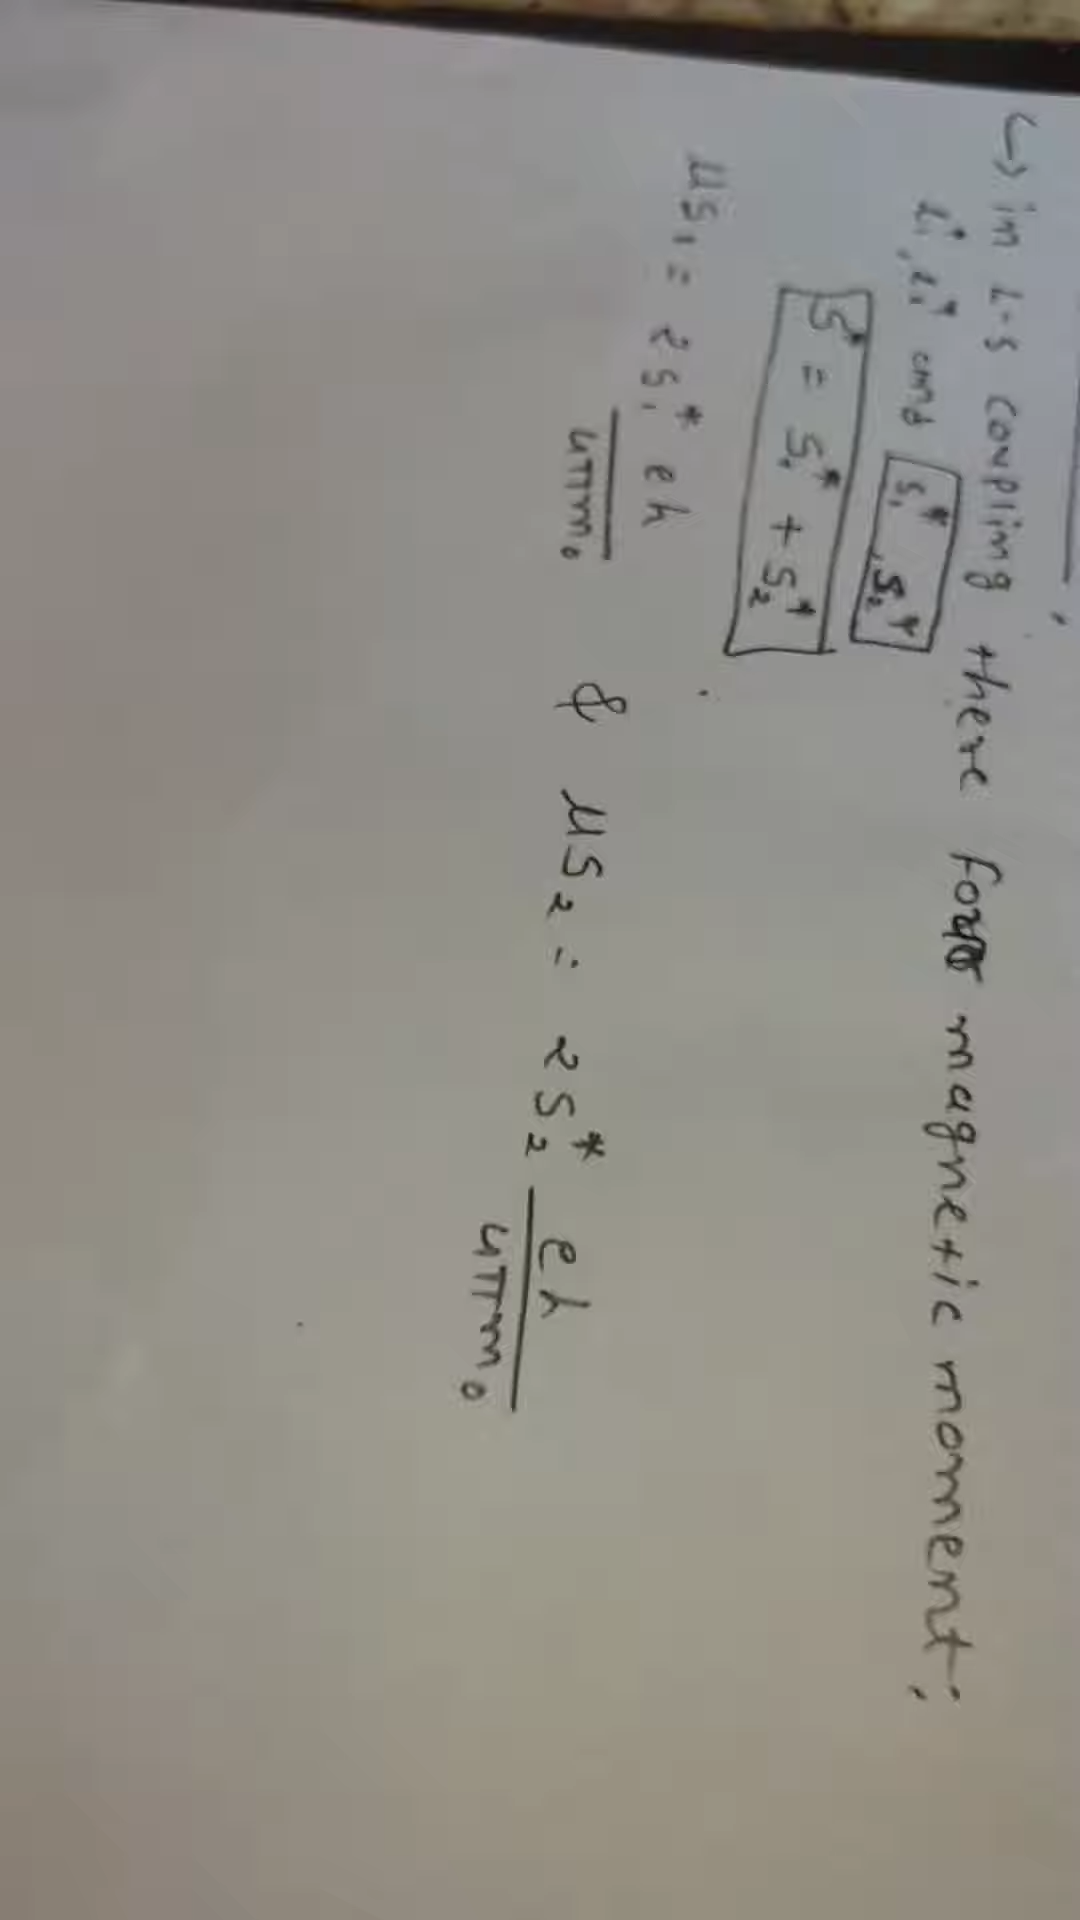 ↳ in L-S coupling there four magnetic moment;
l₁*, l₂* and s₁*, s₂*
S* = s₁* + s₂*
μs₁ = 2s₁* eh/4πm₀ & μs₂ = 2s₂* eh/4πm₀